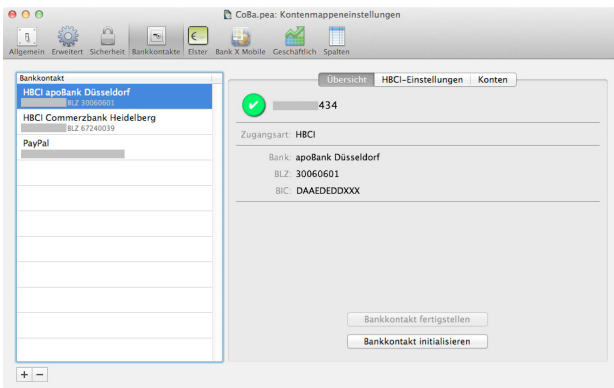 CoBa.pea: Kontenmappeneinstellungen
Allgemein Erweitert Sicherheit Bankkontakte Elster Bank X Mobile Geschäftlich Spalten
Bankkontakt
HBCI apoBank Düsseldorf
BLZ 30060601
HBCI Commerzbank Heidelberg
BLZ 67240039
PayPal
Übersicht HBCI-Einstellungen Konten
434
Zugangsart: HBCI
Bank: apoBank Düsseldorf
BLZ: 30060601
BIC: DAAEDEDDXXX
Bankkontakt fertigstellen
Bankkontakt initialisieren